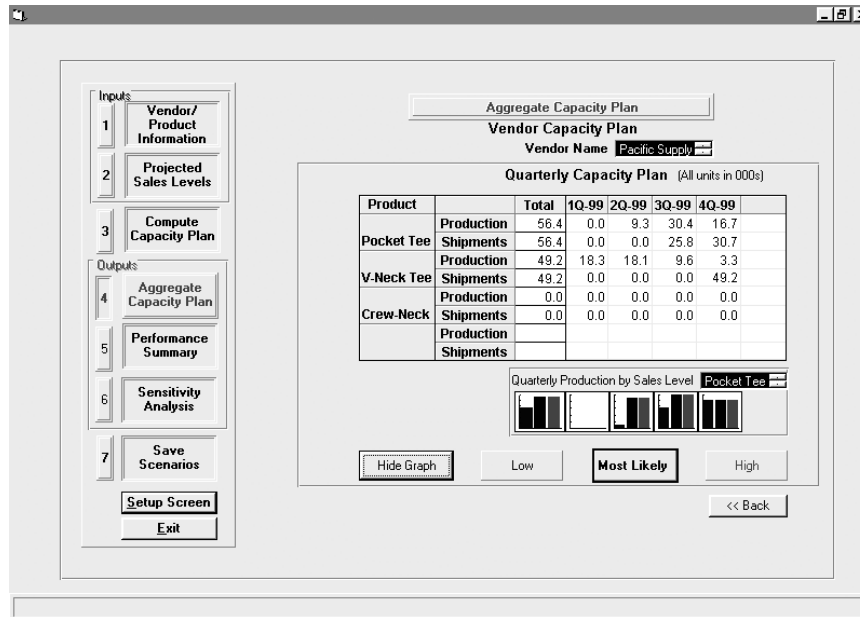 Inputs
1 Vendor/
Product
Information
2 Projected
Sales Levels
3 Compute
Capacity Plan
Outputs
4 Aggregate
Capacity Plan
5 Performance
Summary
6 Sensitivity
Analysis
7 Save
Scenarios
Setup Screen
Exit
Aggregate Capacity Plan
Vendor Capacity Plan
Vendor Name Pacific Supply
Quarterly Capacity Plan (All units in 000s)
Product Total 1Q-99 2Q-99 3Q-99 4Q-99
Production 56.4 0.0 9.3 30.4 16.7
Pocket Tee Shipments 56.4 0.0 0.0 25.8 30.7
Production 49.2 18.3 18.1 9.6 3.3
V-Neck Tee Shipments 49.2 0.0 0.0 0.0 49.2
Production 0.0 0.0 0.0 0.0 0.0
Crew-Neck Shipments 0.0 0.0 0.0 0.0 0.0
Production
Shipments
Quarterly Production by Sales Level Pocket Tee
Hide Graph Low Most Likely High
<< Back